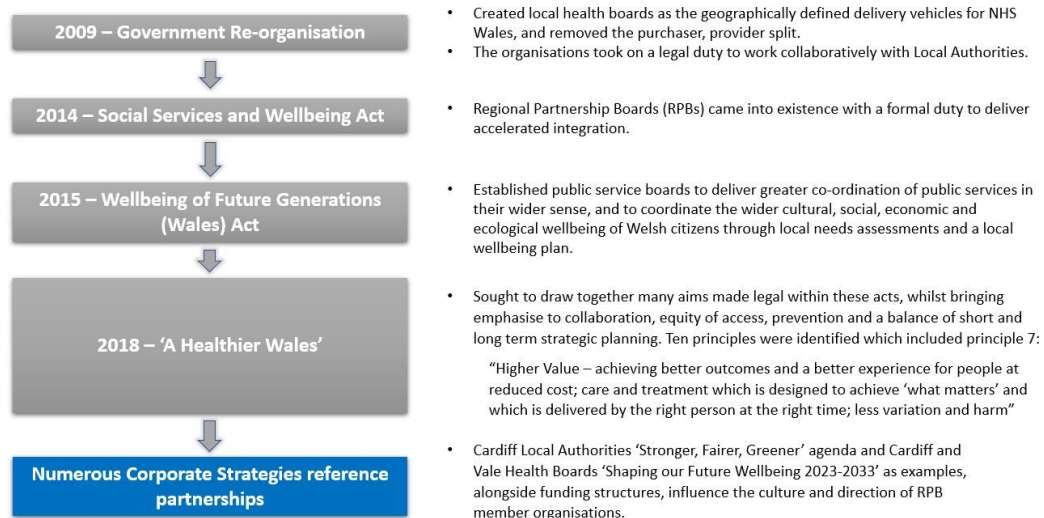 2009 – Government Re-organisation
• Created local health boards as the geographically defined delivery vehicles for NHS
Wales, and removed the purchaser, provider split.
• The organisations took on a legal duty to work collaboratively with Local Authorities.
2014 – Social Services and Wellbeing Act
• Regional Partnership Boards (RPBs) came into existence with a formal duty to deliver
accelerated integration.
2015 – Wellbeing of Future Generations
(Wales) Act
• Established public service boards to deliver greater co-ordination of public services in
their wider sense, and to coordinate the wider cultural, social, economic and
ecological wellbeing of Welsh citizens through local needs assessments and a local
wellbeing plan.
2018 – ‘A Healthier Wales’
• Sought to draw together many aims made legal within these acts, whilst bringing
emphasise to collaboration, equity of access, prevention and a balance of short and
long term strategic planning. Ten principles were identified which included principle 7:
“Higher Value – achieving better outcomes and a better experience for people at
reduced cost; care and treatment which is designed to achieve ‘what matters’ and
which is delivered by the right person at the right time; less variation and harm”
Numerous Corporate Strategies reference
partnerships
• Cardiff Local Authorities ‘Stronger, Fairer, Greener’ agenda and Cardiff and
Vale Health Boards ‘Shaping our Future Wellbeing 2023-2033’ as examples,
alongside funding structures, influence the culture and direction of RPB
member organisations.